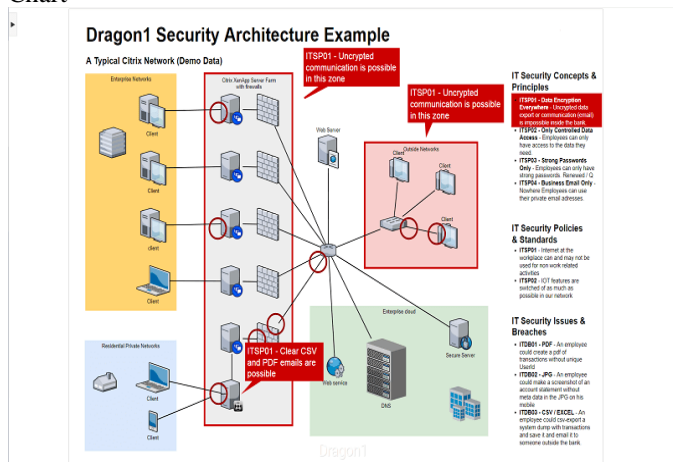 Chart
Dragon1 Security Architecture Example
A Typical Citrix Network (Demo Data)
ITSP01 - Uncrypted
communication is possible
in this zone
ITSP01 - Uncrypted
communication is possible
in this zone
Enterprise Networks
Citrix XenApp Server Farm
with firewalls
Client
Client
client
Client
Web Server
Outside Networks
Client
Client
Client
Residential Private Networks
Client
Client
ITSP01 - Clear CSV
and PDF emails are
possible
Web service
Enterprise cloud
DNS
Secure Server
IT Security Concepts &
Principles
• ITSP01 - Data Encryption
Everywhere - Uncrypted data
export or communication (email)
is impossible inside the bank.
• ITSP02 - Only Controlled Data
Access - Employees can only
have access to the data they
need.
• ITSP03 - Strong Passwords
Only - Employees can only have
strong passwords. Renewed / Q
• ITSP04 - Business Email Only -
Nowhere Employees can use
their private email adresses.
IT Security Policies
& Standards
• ITSP01 - Internet at the
workplace can and may not be
used for non work related
activities
• ITSP02 - IOT features are
switched of as much as
possible in our network
IT Security Issues &
Breaches
• ITDB01 - PDF - An employee
could create a pdf of
transactions without unique
UserId
• ITDB02 - JPG - An employee
could make a screenshot of an
account statement without
meta data in the JPG on his
mobile
• ITDB03 - CSV / EXCEL - An
employee could csv-export a
system dump with transactions
and save it and email it to
someone outside the bank.
Dragon1